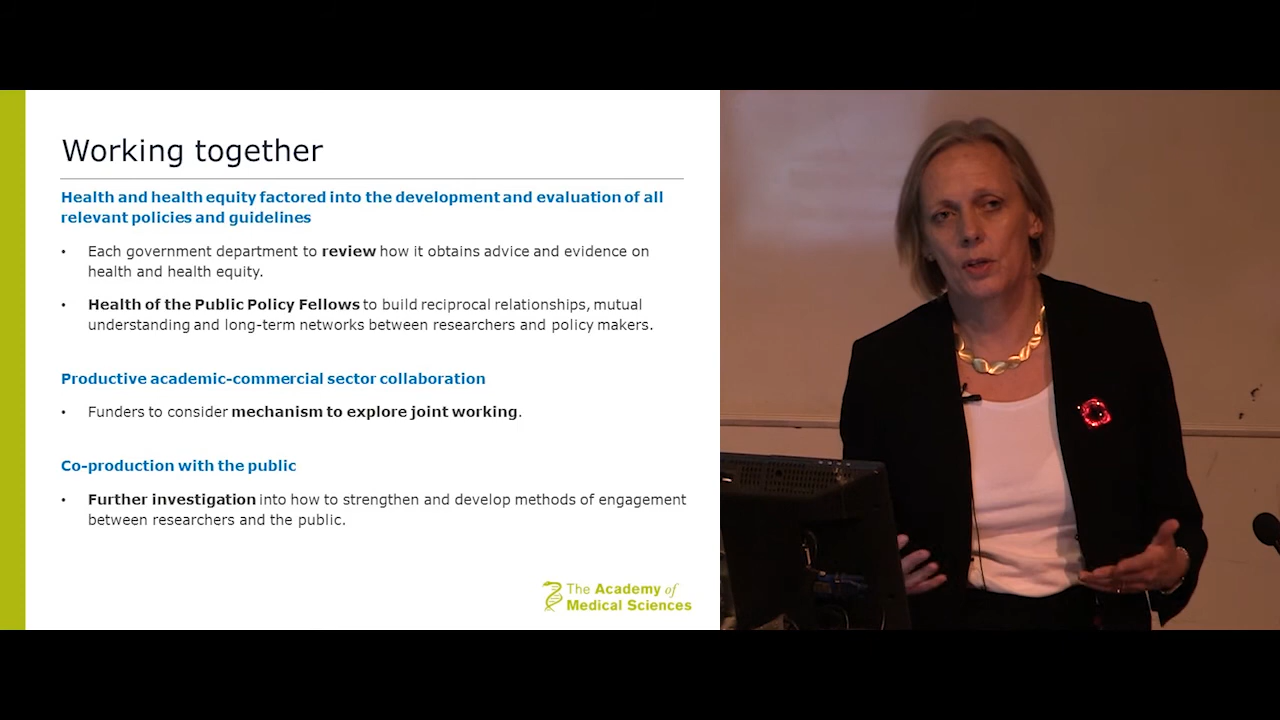 Working together
Health and health equity factored into the development and evaluation of all
relevant policies and guidelines
• Each government department to review how it obtains advice and evidence on
health and health equity.
• Health of the Public Policy Fellows to build reciprocal relationships, mutual
understanding and long-term networks between researchers and policy makers.
Productive academic-commercial sector collaboration
• Funders to consider mechanism to explore joint working.
Co-production with the public
• Further investigation into how to strengthen and develop methods of engagement
between researchers and the public.
The Academy of
Medical Sciences